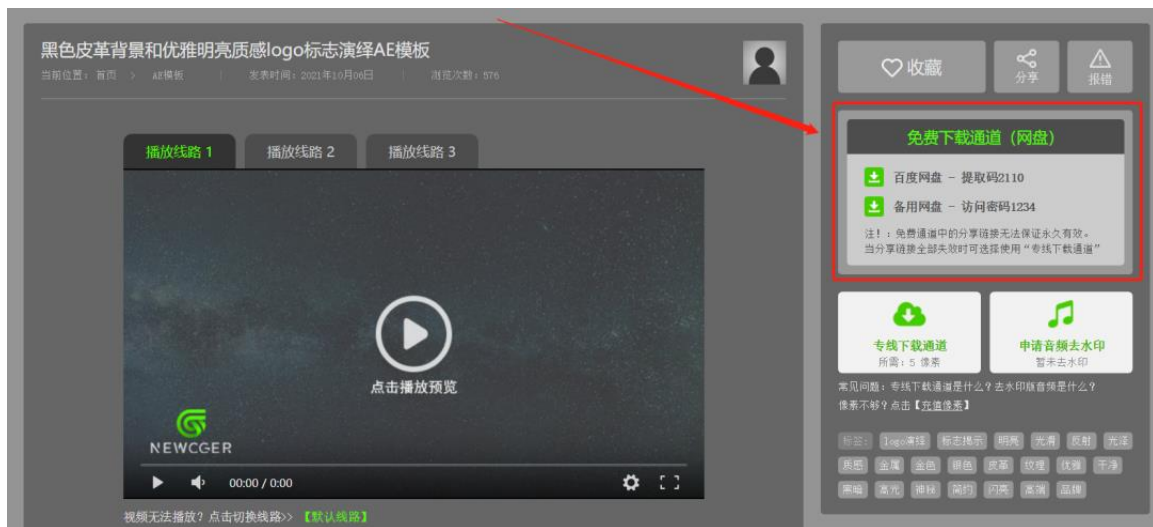 黑色皮革背景和优雅明亮质感logo标志演绎AE模板
当前位置：首页 > AE模板 | 发表时间：2021年10月06日 | 浏览次数：576
播放线路 1
播放线路 2
播放线路 3
点击播放预览
NEWCGER
00:00 / 0:00
视频无法播放？点击切换线路>> 【默认线路】
收藏
分享
报错
免费下载通道（网盘）
百度网盘 - 提取码2110
备用网盘 - 访问密码1234
注！：免费通道中的分享链接无法保证永久有效。
当分享链接全部失效时可选择使用“专线下载通道”
专线下载通道
所需：5 像素
申请音频去水印
暂未去水印
常见问题：专线下载通道是什么？去水印版音频是什么？
像素不够？点击【充值像素】
标签： logo演绎 标志揭示 明亮 光滑 反射 光泽
质感 金属 金色 银色 皮革 纹理 优雅 干净
黑暗 高光 神秘 简约 闪亮 高端 品牌